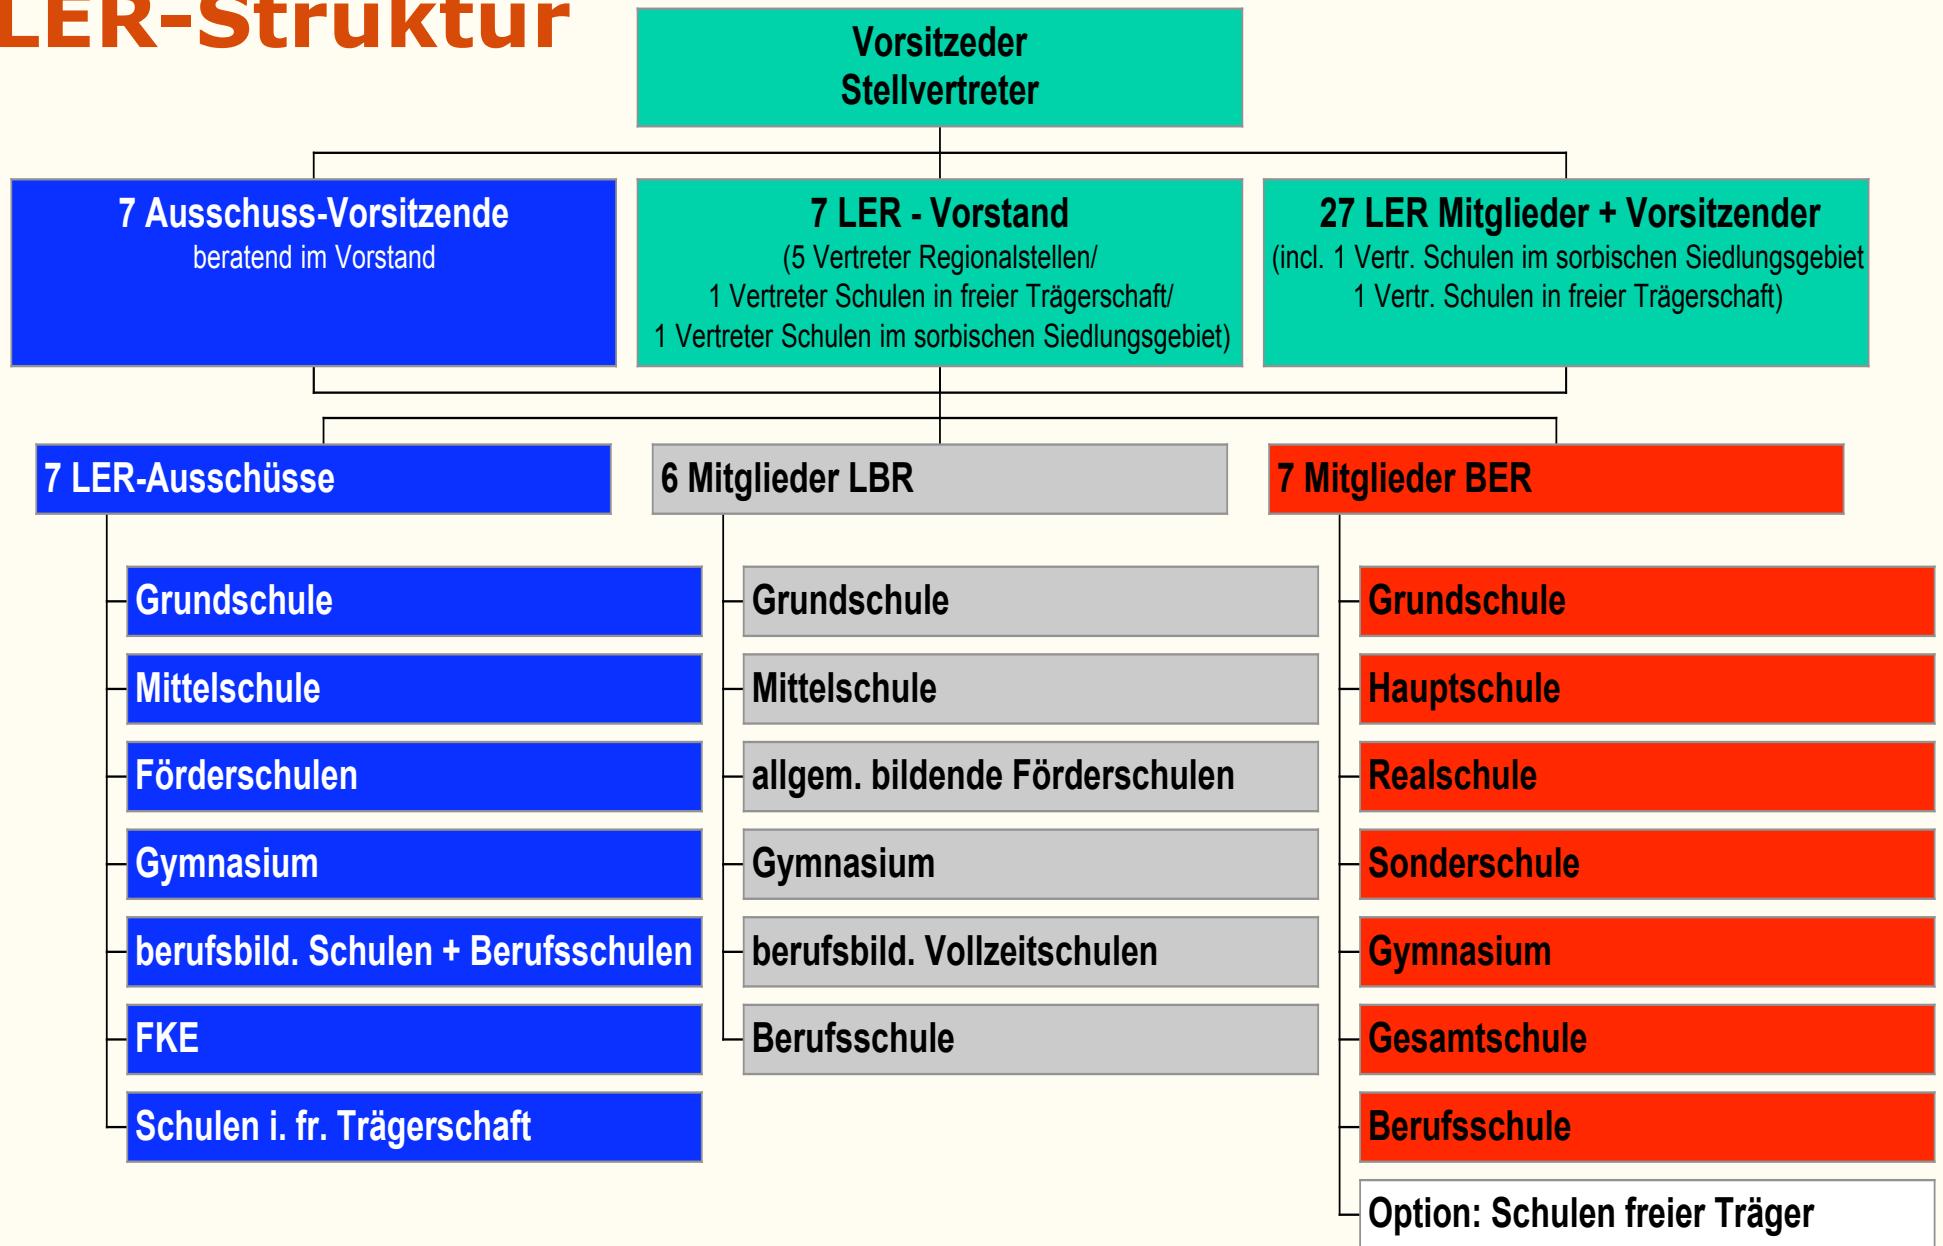 LER-Struktur
Vorsitzeder
Stellvertreter
7 Ausschuss-Vorsitzende
beratend im Vorstand
7 LER - Vorstand
(5 Vertreter Regionalstellen/
1 Vertreter Schulen in freier Trägerschaft/
1 Vertreter Schulen im sorbischen Siedlungsgebiet)
27 LER Mitglieder + Vorsitzender
(incl. 1 Vertr. Schulen im sorbischen Siedlungsgebiet
1 Vertr. Schulen in freier Trägerschaft)
7 LER-Ausschüsse
Grundschule
Mittelschule
Förderschulen
Gymnasium
berufsbild. Schulen + Berufsschulen
FKE
Schulen i. fr. Trägerschaft
6 Mitglieder LBR
Grundschule
Mittelschule
allgem. bildende Förderschulen
Gymnasium
berufsbild. Vollzeitschulen
Berufsschule
7 Mitglieder BER
Grundschule
Hauptschule
Realschule
Sonderschule
Gymnasium
Gesamtschule
Berufsschule
Option: Schulen freier Träger